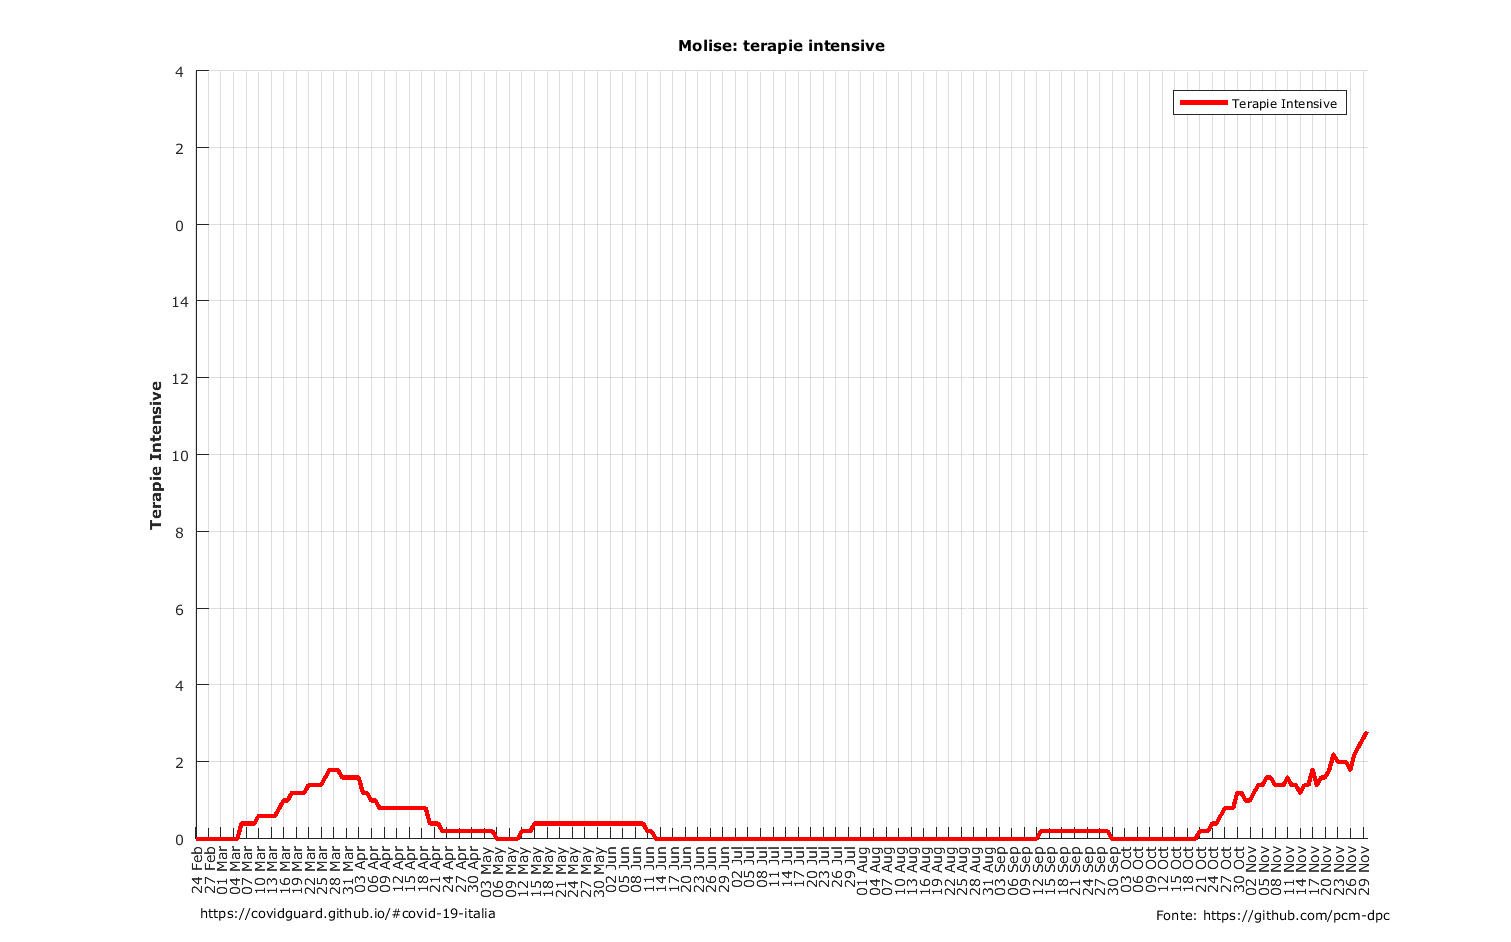 Molise: terapie intensive
4
2
0
14
12
10
8
6
4
2
0
Terapie Intensive
Terapie Intensive
24 Feb
27 Feb
01 Mar
04 Mar
07 Mar
10 Mar
13 Mar
16 Mar
19 Mar
22 Mar
25 Mar
28 Mar
31 Mar
03 Apr
06 Apr
09 Apr
12 Apr
15 Apr
18 Apr
21 Apr
24 Apr
27 Apr
30 Apr
03 May
06 May
09 May
12 May
15 May
18 May
21 May
24 May
27 May
30 May
02 Jun
05 Jun
08 Jun
11 Jun
14 Jun
17 Jun
20 Jun
23 Jun
26 Jun
29 Jun
02 Jul
05 Jul
08 Jul
11 Jul
14 Jul
17 Jul
20 Jul
23 Jul
26 Jul
29 Jul
01 Aug
04 Aug
07 Aug
10 Aug
13 Aug
16 Aug
19 Aug
22 Aug
25 Aug
28 Aug
31 Aug
03 Sep
06 Sep
09 Sep
12 Sep
15 Sep
18 Sep
21 Sep
24 Sep
27 Sep
30 Sep
03 Oct
06 Oct
09 Oct
12 Oct
15 Oct
18 Oct
21 Oct
24 Oct
27 Oct
30 Oct
02 Nov
05 Nov
08 Nov
11 Nov
14 Nov
17 Nov
20 Nov
23 Nov
26 Nov
29 Nov
https://covidguard.github.io/#covid-19-italia
Fonte: https://github.com/pcm-dpc